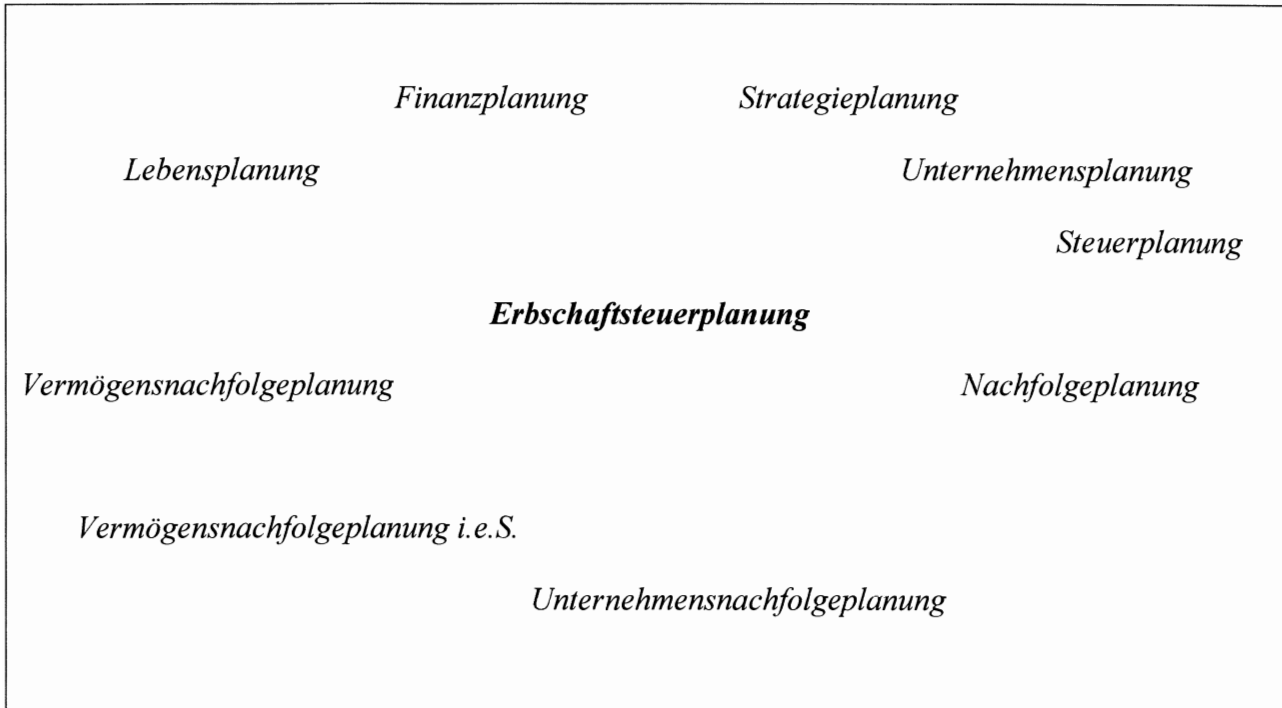 Finanzplanung Strategieplanung
Lebensplanung Unternehmensplanung
Steuerplanung
Erbschaftsteuerplanung
Vermögensnachfolgeplanung Nachfolgeplanung
Vermögensnachfolgeplanung i.e.S.
Unternehmensnachfolgeplanung